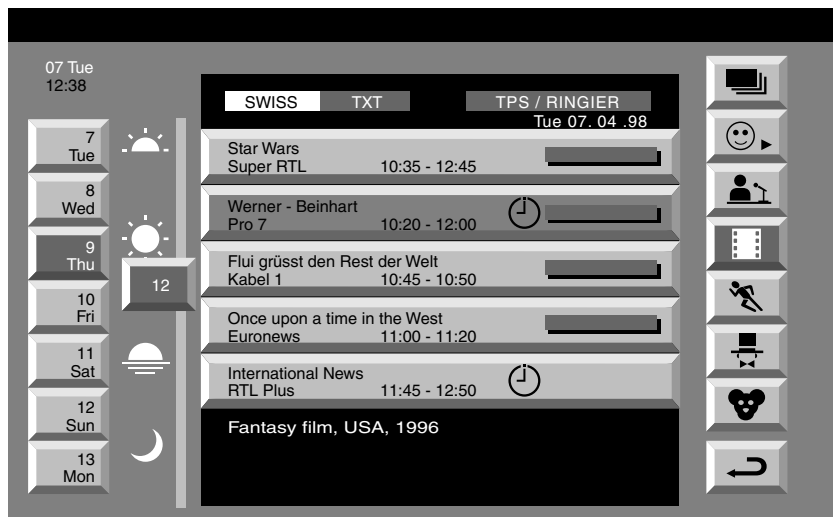 07 Tue
12:38
7
Tue
8
Wed
9
Thu
10
Fri
11
Sat
12
Sun
13
Mon
12
SWISS TXT TPS / RINGIER
Tue 07. 04 .98
Star Wars
Super RTL 10:35 - 12:45
Werner - Beinhart
Pro 7 10:20 - 12:00
Flui grüsst den Rest der Welt
Kabel 1 10:45 - 10:50
Once upon a time in the West
Euronews 11:00 - 11:20
International News
RTL Plus 11:45 - 12:50
Fantasy film, USA, 1996